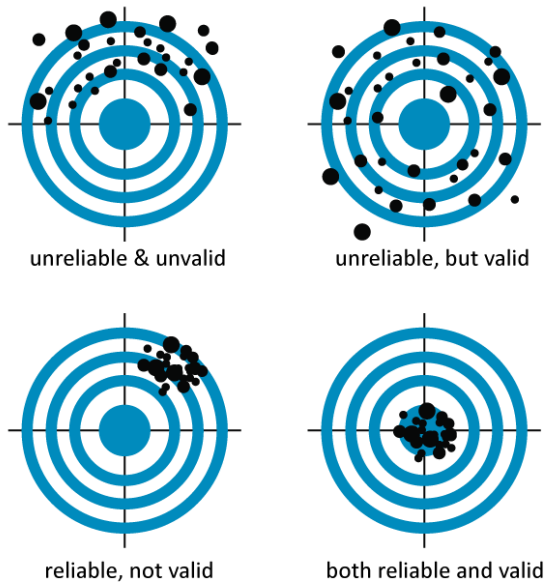 unreliable & unvalid
unreliable, but valid
reliable, not valid
both reliable and valid